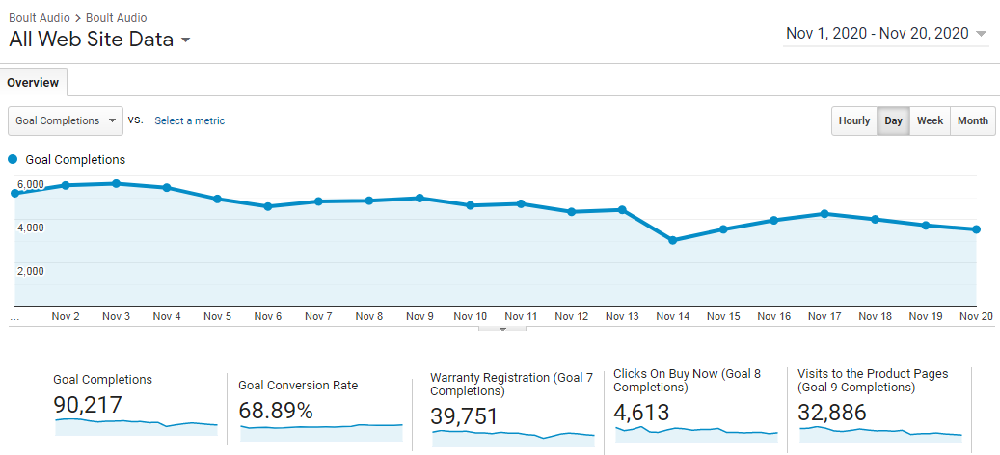 Boult Audio > Boult Audio
All Web Site Data
Nov 1, 2020 - Nov 20, 2020
Overview
Goal Completions vs. Select a metric
Hourly Day Week Month
Goal Completions
6,000
4,000
2,000
... Nov 2 Nov 3 Nov 4 Nov 5 Nov 6 Nov 7 Nov 8 Nov 9 Nov 10 Nov 11 Nov 12 Nov 13 Nov 14 Nov 15 Nov 16 Nov 17 Nov 18 Nov 19 Nov 20
Goal Completions
90,217
Goal Conversion Rate
68.89%
Warranty Registration (Goal 7
Completions)
39,751
Clicks On Buy Now (Goal 8
Completions)
4,613
Visits to the Product Pages
(Goal 9 Completions)
32,886